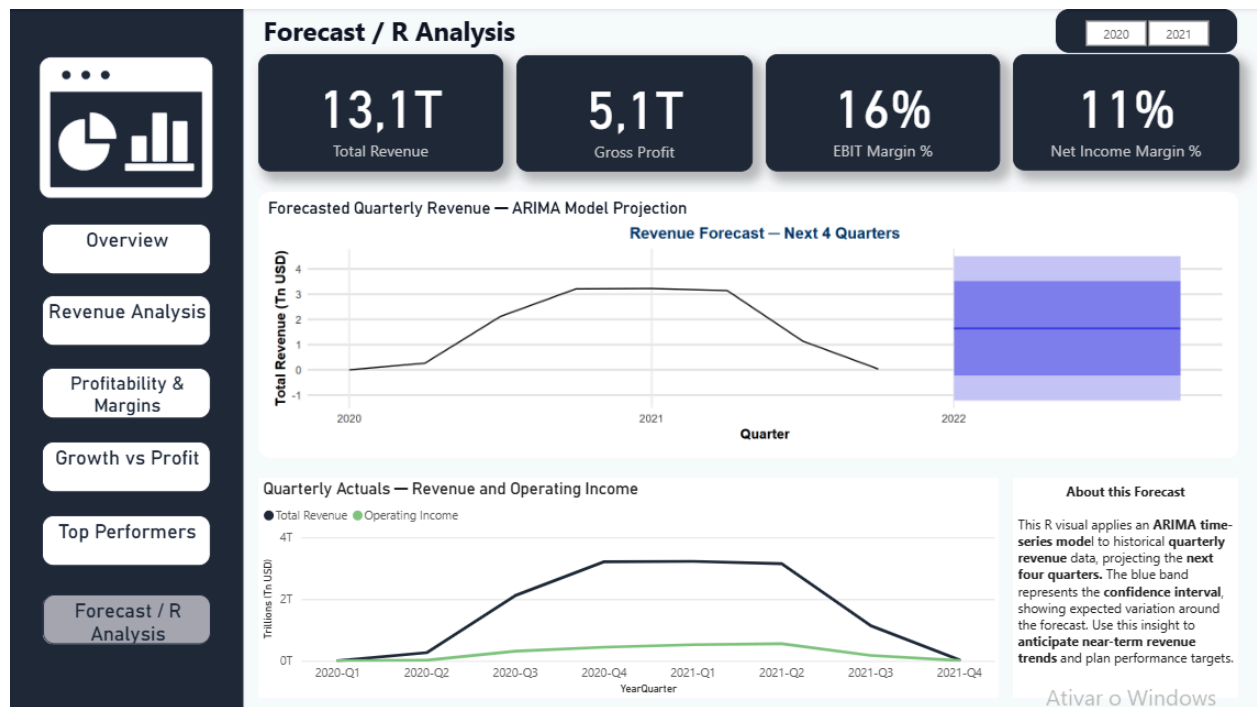 Forecast / R Analysis
2020
2021
13,1T
Total Revenue
5,1T
Gross Profit
16%
EBIT Margin %
11%
Net Income Margin %
Overview
Revenue Analysis
Profitability &
Margins
Growth vs Profit
Top Performers
Forecast / R
Analysis
Forecasted Quarterly Revenue — ARIMA Model Projection
Revenue Forecast — Next 4 Quarters
Total Revenue (Tn USD)
4
3
2
1
0
-1
2020
2021
2022
Quarter
Quarterly Actuals — Revenue and Operating Income
Total Revenue
Operating Income
Trillions (Tn USD)
4T
2T
0T
2020-Q1
2020-Q2
2020-Q3
2020-Q4
2021-Q1
2021-Q2
2021-Q3
2021-Q4
YearQuarter
About this Forecast
This R visual applies an ARIMA time-
series model to historical quarterly
revenue data, projecting the next
four quarters. The blue band
represents the confidence interval,
showing expected variation around
the forecast. Use this insight to
anticipate near-term revenue
trends and plan performance targets.
Ativar o Windows